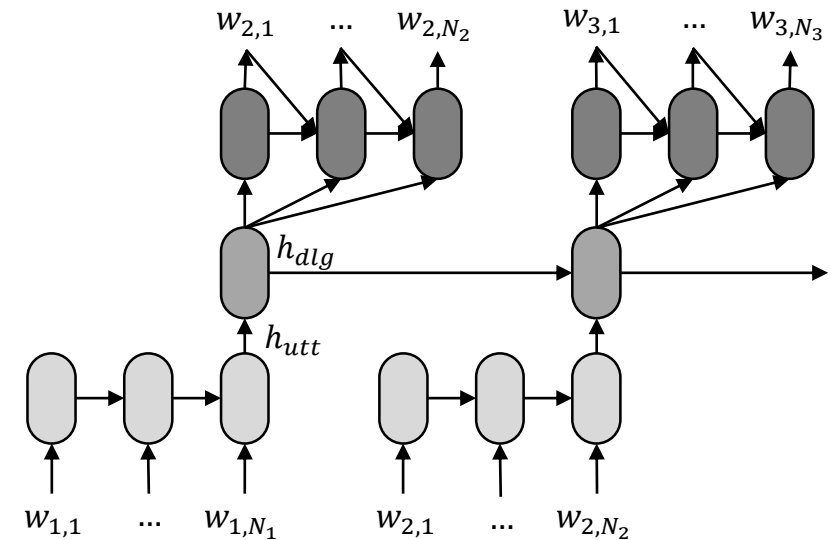 w_{2,1} ... w_{2,N_2} w_{3,1} ... w_{3,N_3}
h_{dlg}
h_{utt}
w_{1,1} ... w_{1,N_1} w_{2,1} ... w_{2,N_2}